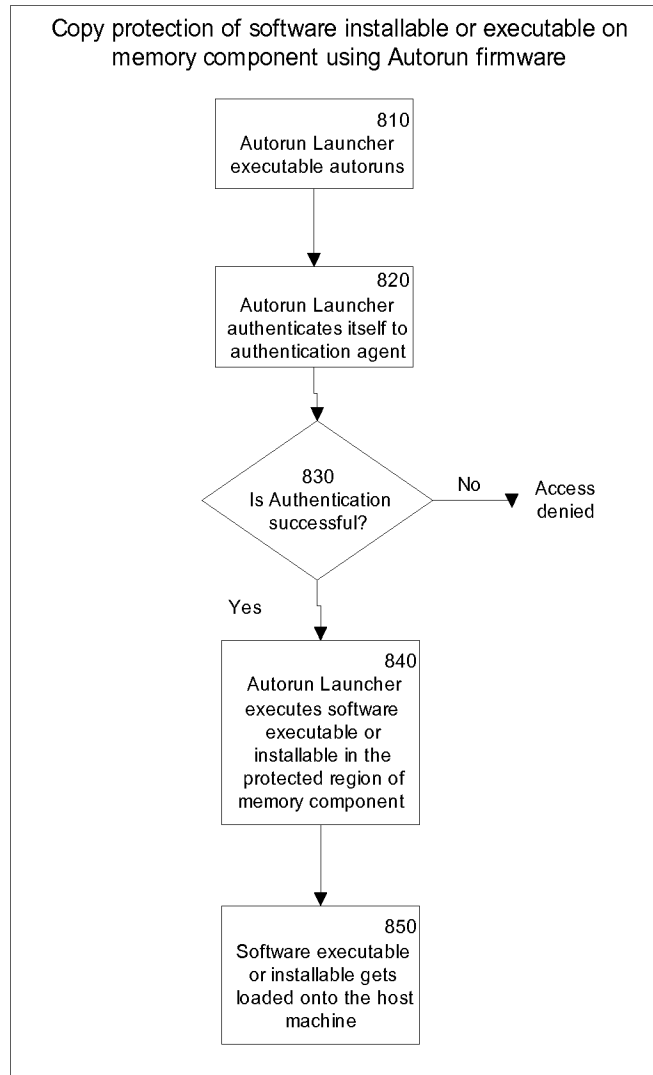 Copy protection of software installable or executable on
memory component using Autorun firmware
810
Autorun Launcher
executable autoruns
820
Autorun Launcher
authenticates itself to
authentication agent
830
Is Authentication
successful?
No
Access
denied
Yes
840
Autorun Launcher
executes software
executable or
installable in the
protected region of
memory component
850
Software executable
or installable gets
loaded onto the host
machine